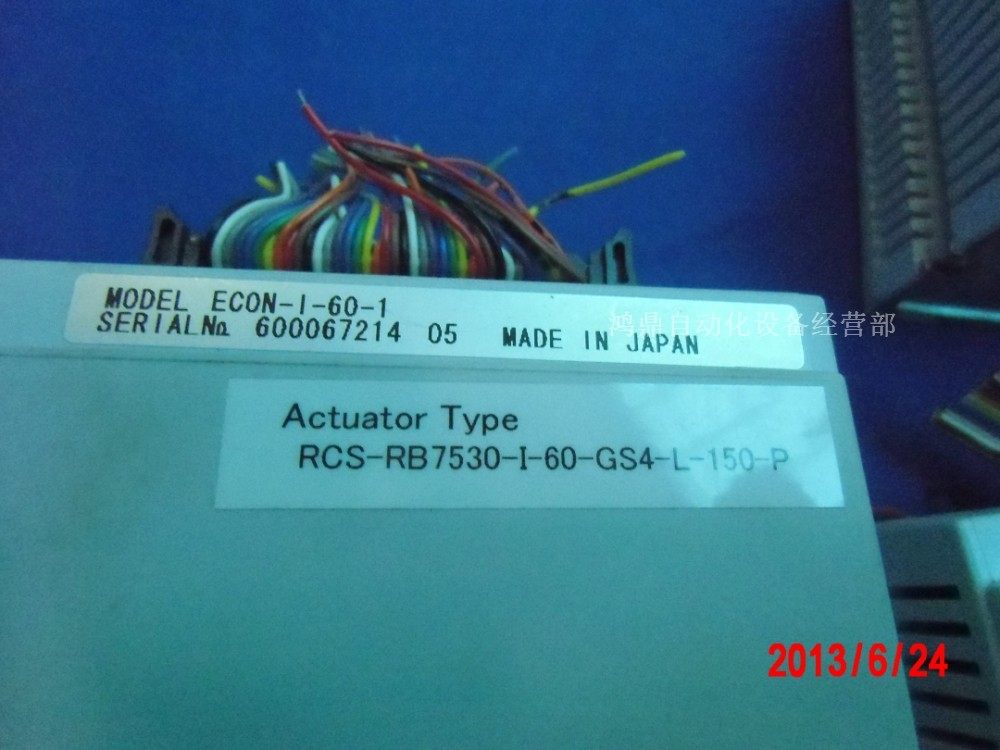 MODEL ECON-I-60-1
SERIAL№ 600067214 05 MADE IN JAPAN
鸿鼎自动化设备经营部
Actuator Type
RCS-RB7530-I-60-GS4-L-150-P
2013/6/24